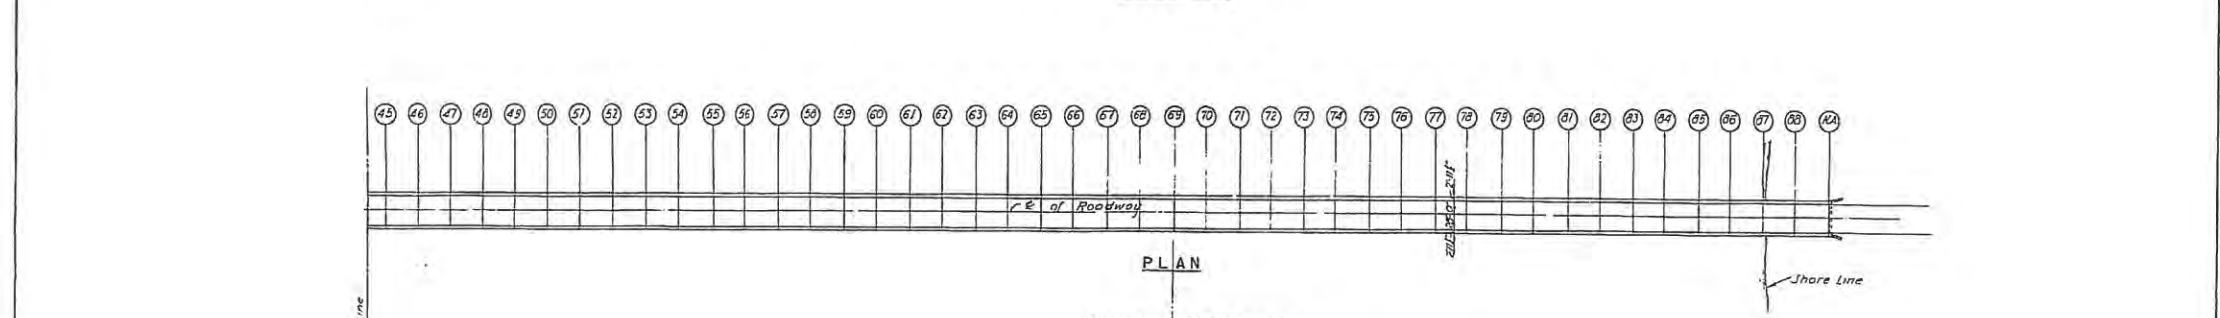 45 46 47 48 49 50 51 52 53 54 55 56 57 58 59 60 61 62 63 64 65 66 67 68 69 70 71 72 73 74 75 76 77 78 79 80 81 82 83 84 85 86 87 88
℄ of Roadway
PLAN
Shore Line